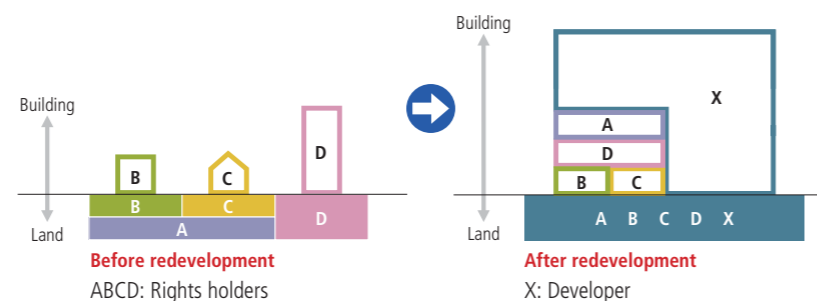 Building
B
C
D
B
C
D
A
Land
Before redevelopment
ABCD: Rights holders
Building
X
A
D
B
C
A B C D X
Land
After redevelopment
X: Developer